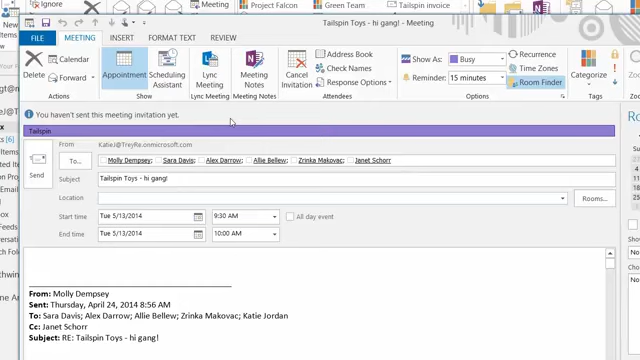 Ignore
Meeting
Project Falcon
Green Team
Tailspin invoice
Tailspin Toys - hi gang! - Meeting
FILE MEETING INSERT FORMAT TEXT REVIEW
Delete
Calendar
Forward
Actions
Appointment
Scheduling Assistant
Show
Lync Meeting
Lync Meeting
Meeting Notes
Meeting Notes
Cancel Invitation
Address Book
Check Names
Response Options
Attendees
Show As: Busy
Reminder: 15 minutes
Recurrence
Time Zones
Room Finder
Options
Categorize
You haven't sent this meeting invitation yet.
Tailspin
Send
From KatieJ@TreyRe.onmicrosoft.com
To... Molly Dempsey; Sara Davis; Alex Darrow; Allie Bellew; Zrinka Makovac; Janet Schorr
Subject Tailspin Toys - hi gang!
Location Rooms...
Start time Tue 5/13/2014 9:30 AM All day event
End time Tue 5/13/2014 10:00 AM
From: Molly Dempsey
Sent: Thursday, April 24, 2014 8:56 AM
To: Sara Davis; Alex Darrow; Allie Bellew; Zrinka Makovac; Katie Jordan
Cc: Janet Schorr
Subject: RE: Tailspin Toys - hi gang!